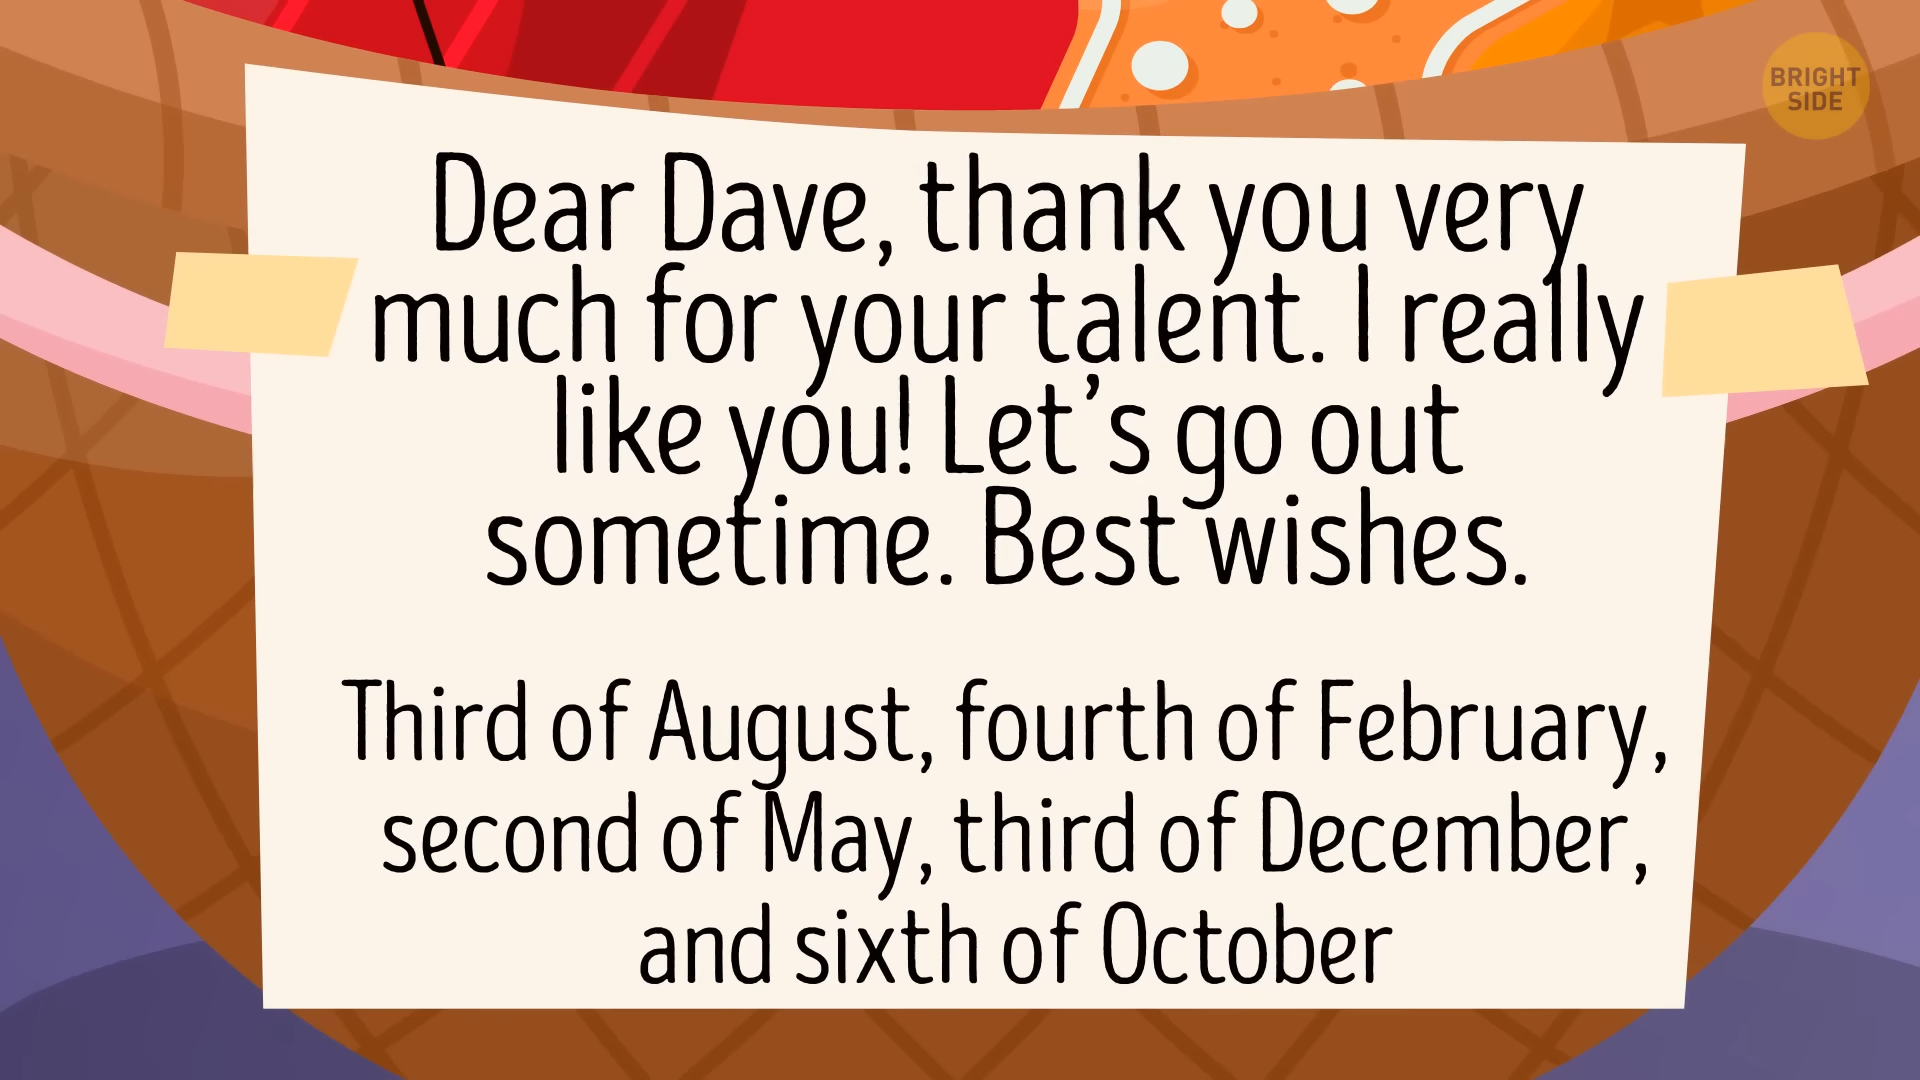 BRIGHT
SIDE
Dear Dave, thank you very
much for your talent. I really
like you! Let's go out
sometime. Best wishes.
Third of August, fourth of February,
second of May, third of December,
and sixth of October